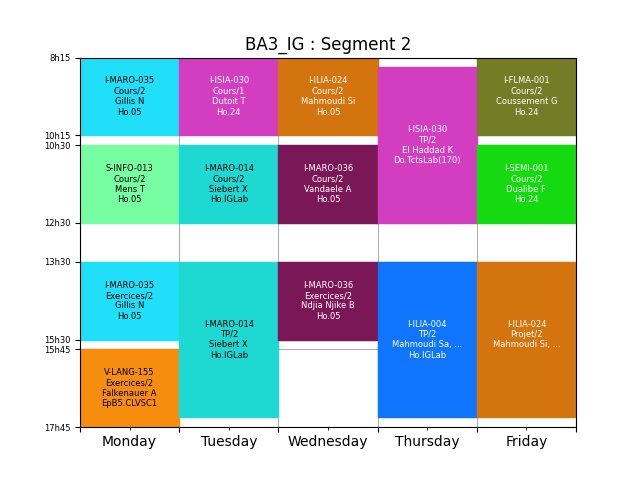 BA3_IG : Segment 2
8h15
10h15
10h30
12h30
13h30
15h30
15h45
17h45
I-MARO-035
Cours/2
Gillis N
Ho.05
S-INFO-013
Cours/2
Mens T
Ho.05
I-MARO-035
Exercices/2
Gillis N
Ho.05
V-LANG-155
Exercices/2
Falkenauer A
EpB5.CLVSC1
I-ISIA-030
Cours/1
Dutoit T
Ho.24
I-MARO-014
Cours/2
Siebert X
Ho.IGLab
I-MARO-014
TP/2
Siebert X
Ho.IGLab
I-ILIA-024
Cours/2
Mahmoudi Si
Ho.05
I-MARO-036
Cours/2
Vandaele A
Ho.05
I-MARO-036
Exercices/2
Ndjia Njike B
Ho.05
I-ISIA-030
TP/2
El Haddad K
Do.TctsLab(170)
I-ILIA-004
TP/2
Mahmoudi Sa, ...
Ho.IGLab
I-FLMA-001
Cours/2
Coussement G
Ho.24
I-SEMI-001
Cours/2
Dualibe F
Ho.24
I-ILIA-024
Projet/2
Mahmoudi Si, ...
Monday
Tuesday
Wednesday
Thursday
Friday